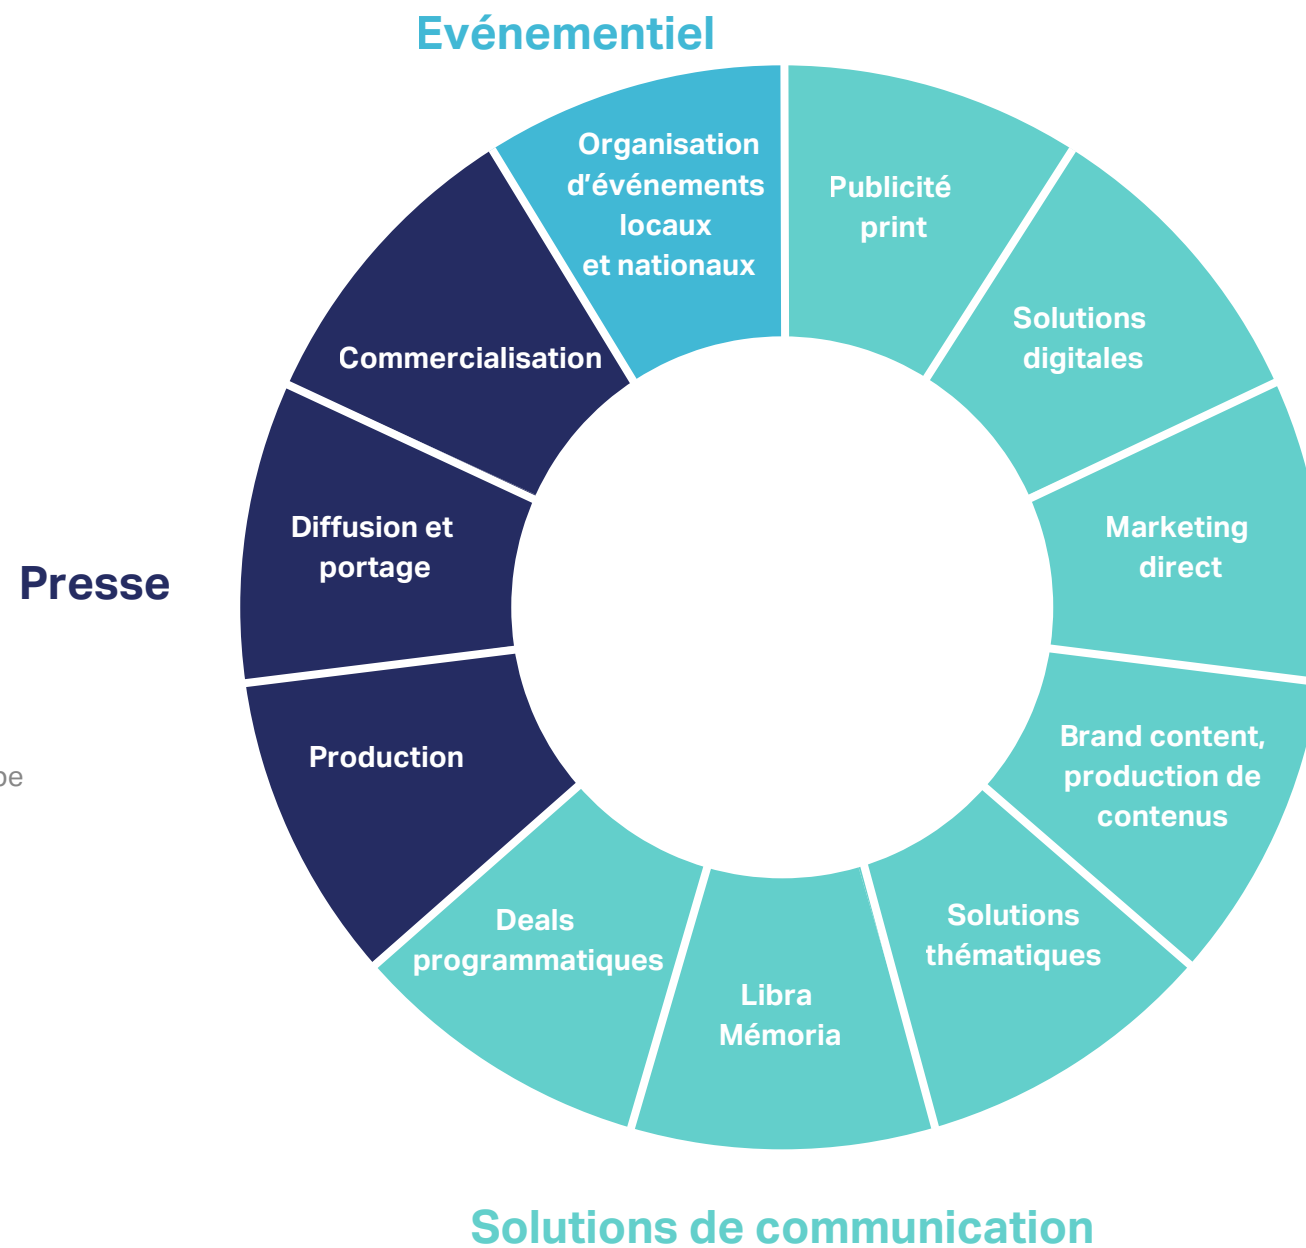 Evénementiel
Organisation
d'événements
locaux
et nationaux
Publicité
print
Solutions
digitales
Commercialisation
Marketing
direct
Diffusion et
portage
Presse
Brand content,
production de
contenus
Production
Solutions
thématiques
Deals
programmatiques
Libra
Mémoria
Solutions de communication